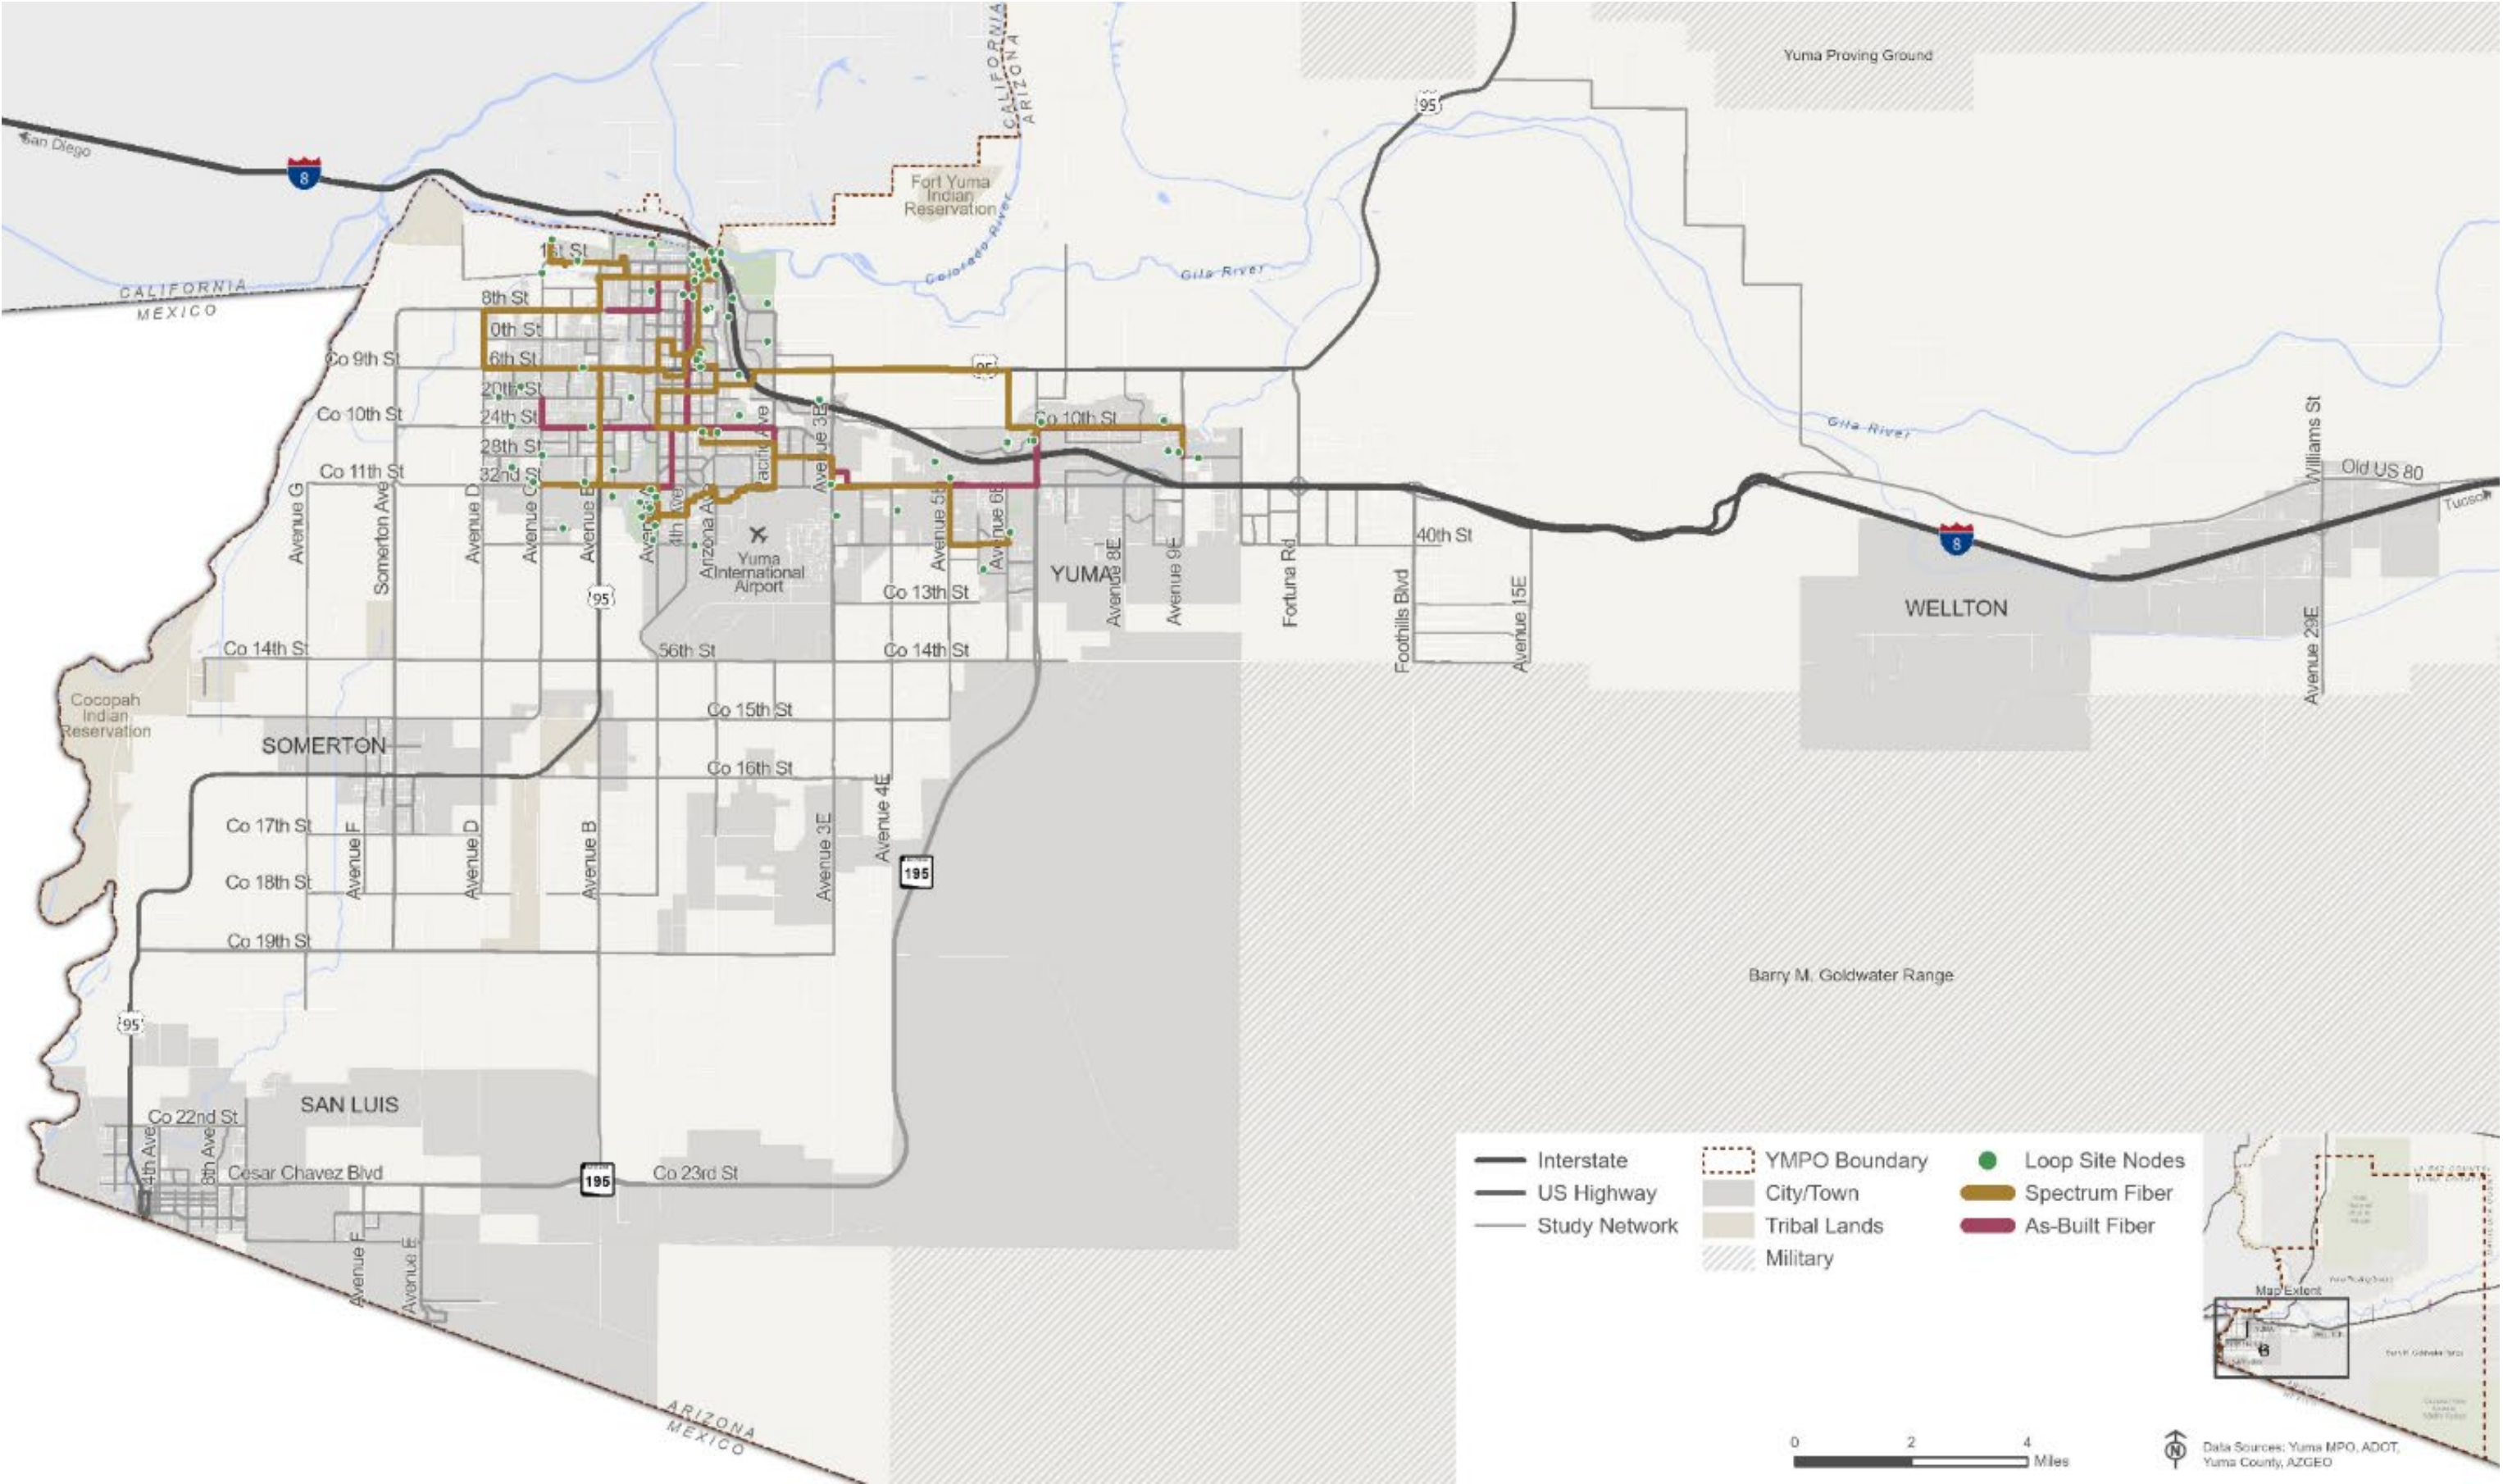 CALIFORNIA
ARIZONA
Yuma Proving Ground
95
San Diego
8
Fort Yuma
Indian
Reservation
Colorado River
Gila River
1st St
CALIFORNIA
MEXICO
8th St
0th St
Co 9th St
6th St
95
20th St
Co 10th St
24th St
Co 10th St
Gila River
28th St
Co 11th St
32nd St
Pacific Ave
Avenue 3E
Williams St
Old US 80
Tucson
Avenue G
Somerton Ave
Avenue D
Avenue C
Avenue B
Avenue A
4th Ave
Arizona Ave
Avenue 5E
Avenue 6E
40th St
8
Yuma
International
Airport
YUMA
Avenue 8E
Avenue 9E
Fortuna Rd
Foothills Blvd
Avenue 15E
95
Co 13th St
WELLTON
Avenue 29E
Co 14th St
56th St
Co 14th St
Cocopah
Indian
Reservation
Co 15th St
SOMERTON
Co 16th St
Co 17th St
Avenue F
Avenue D
Avenue B
Avenue 3E
Avenue 4E
195
Co 18th St
Co 19th St
Barry M. Goldwater Range
95
SAN LUIS
Co 22nd St
4th Ave
8th Ave
Cesar Chavez Blvd
195
Co 23rd St
Avenue F
Avenue E
ARIZONA
MEXICO
Interstate
US Highway
Study Network
YMPO Boundary
City/Town
Tribal Lands
Military
Loop Site Nodes
Spectrum Fiber
As-Built Fiber
Map Extent
0 2 4
Miles
N
Data Sources: Yuma MPO, ADOT,
Yuma County, AZGEO